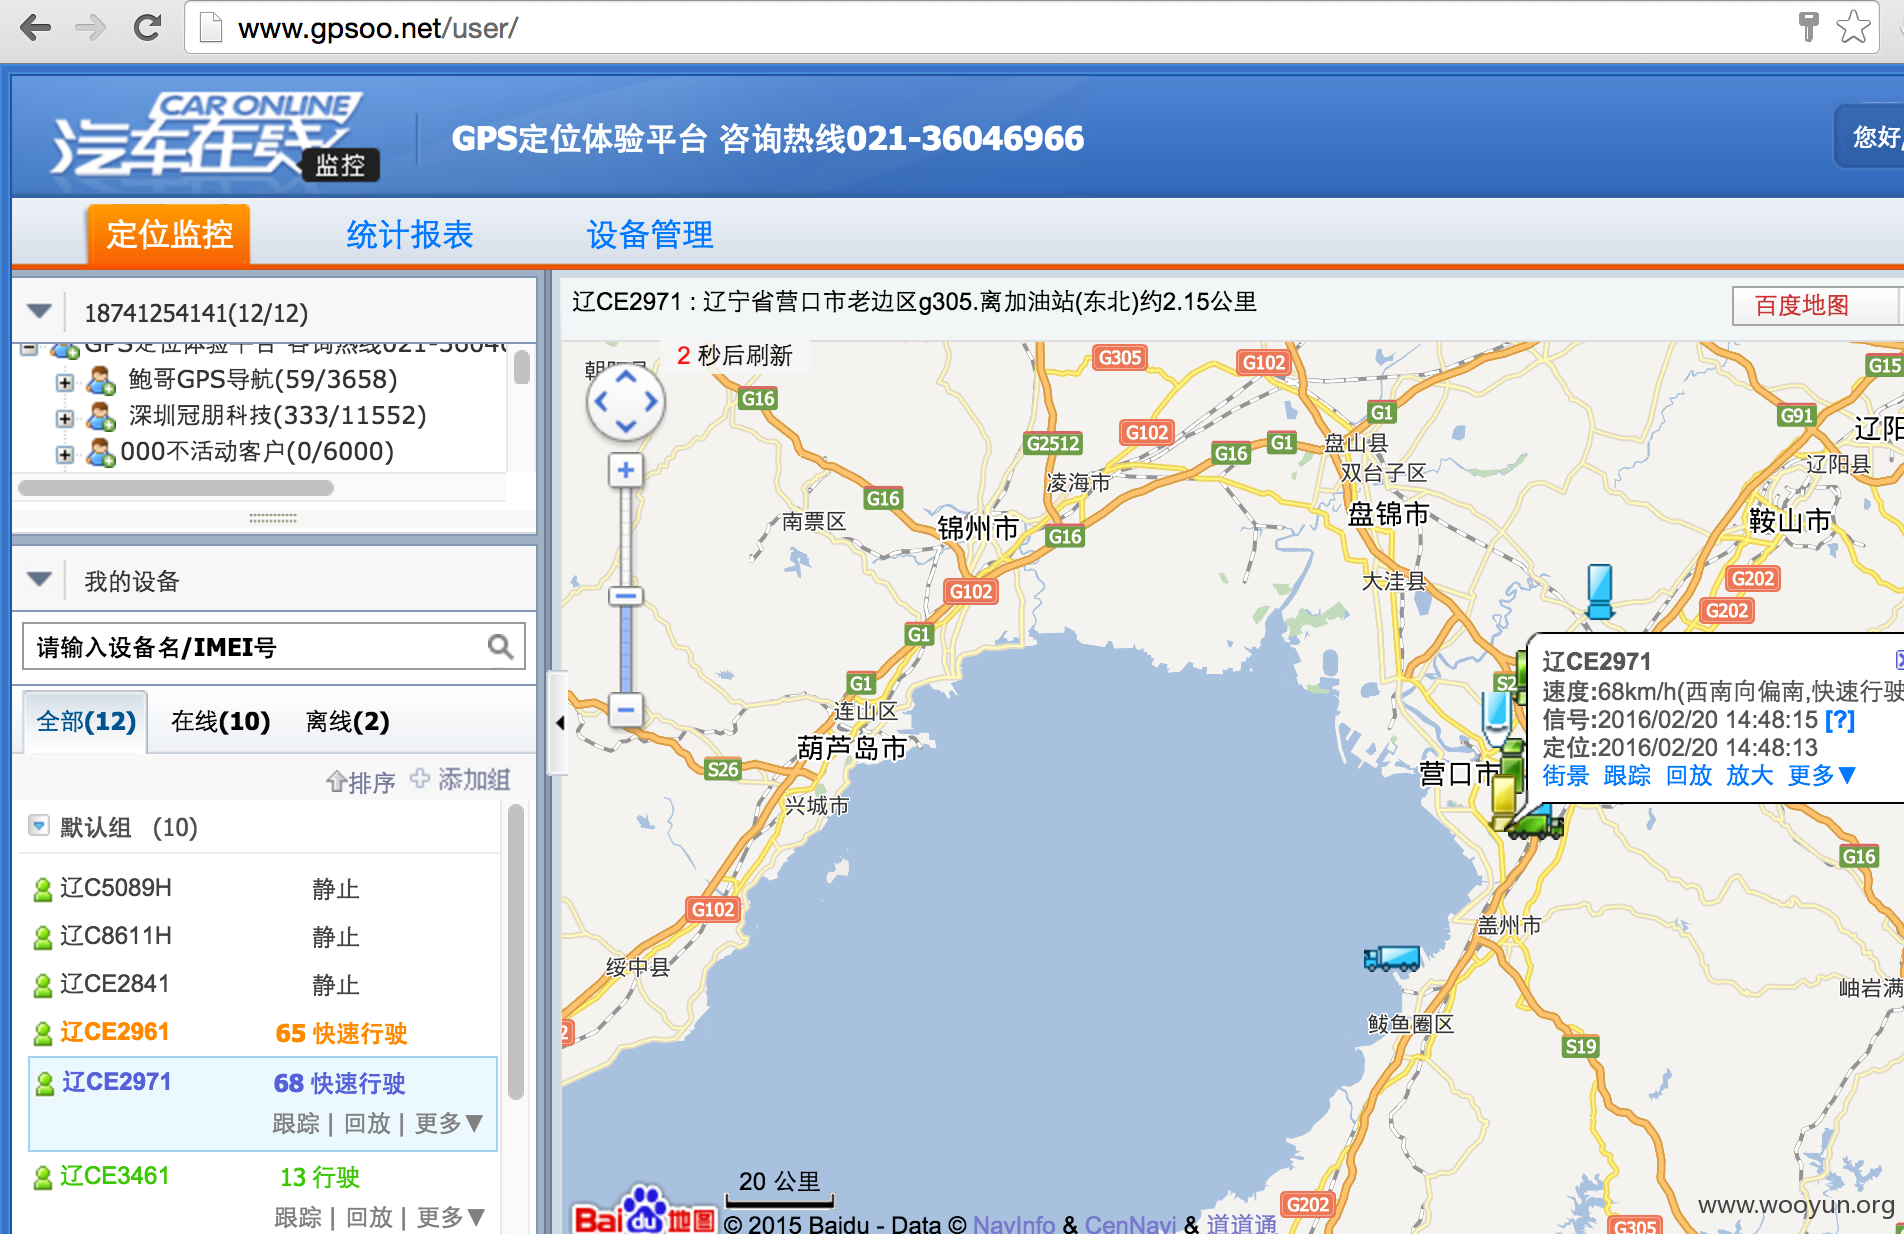 www.gpsoo.net/user/
CAR ONLINE
汽车在线
监控
GPS定位体验平台 咨询热线021-36046966
您好
定位监控
统计报表
设备管理
18741254141(12/12)
GPS定位体验平台 咨询热线021-3604
鲍哥GPS导航(59/3658)
深圳冠朋科技(333/11552)
000不活动客户(0/6000)
我的设备
请输入设备名/IMEI号
全部(12) 在线(10) 离线(2)
排序 添加组
默认组 (10)
辽C5089H 静止
辽C8611H 静止
辽CE2841 静止
辽CE2961 65 快速行驶
辽CE2971 68 快速行驶
跟踪 | 回放 | 更多▼
辽CE3461 13 行驶
跟踪 | 回放 | 更多▼
辽CE2971 : 辽宁省营口市老边区g305.离加油站(东北)约2.15公里
百度地图
2 秒后刷新
G305
G102
G15
G16
G1
G91
G2512
G102
G16
G1
盘山县
辽阳
辽阳县
双台子区
凌海市
G16
南票区
锦州市
G16
盘锦市
鞍山市
大洼县
G102
G202
G202
G1
G1
连山区
葫芦岛市
S26
兴城市
营口市
辽CE2971
速度:68km/h(西南向偏南,快速行驶
信号:2016/02/20 14:48:15 [?]
定位:2016/02/20 14:48:13
街景 跟踪 回放 放大 更多▼
G16
G102
盖州市
绥中县
岫岩满
鲅鱼圈区
S19
20 公里
G202
G305
Bai du 地图
© 2015 Baidu - Data © NavInfo & CenNavi & 道道通
www.wooyun.org